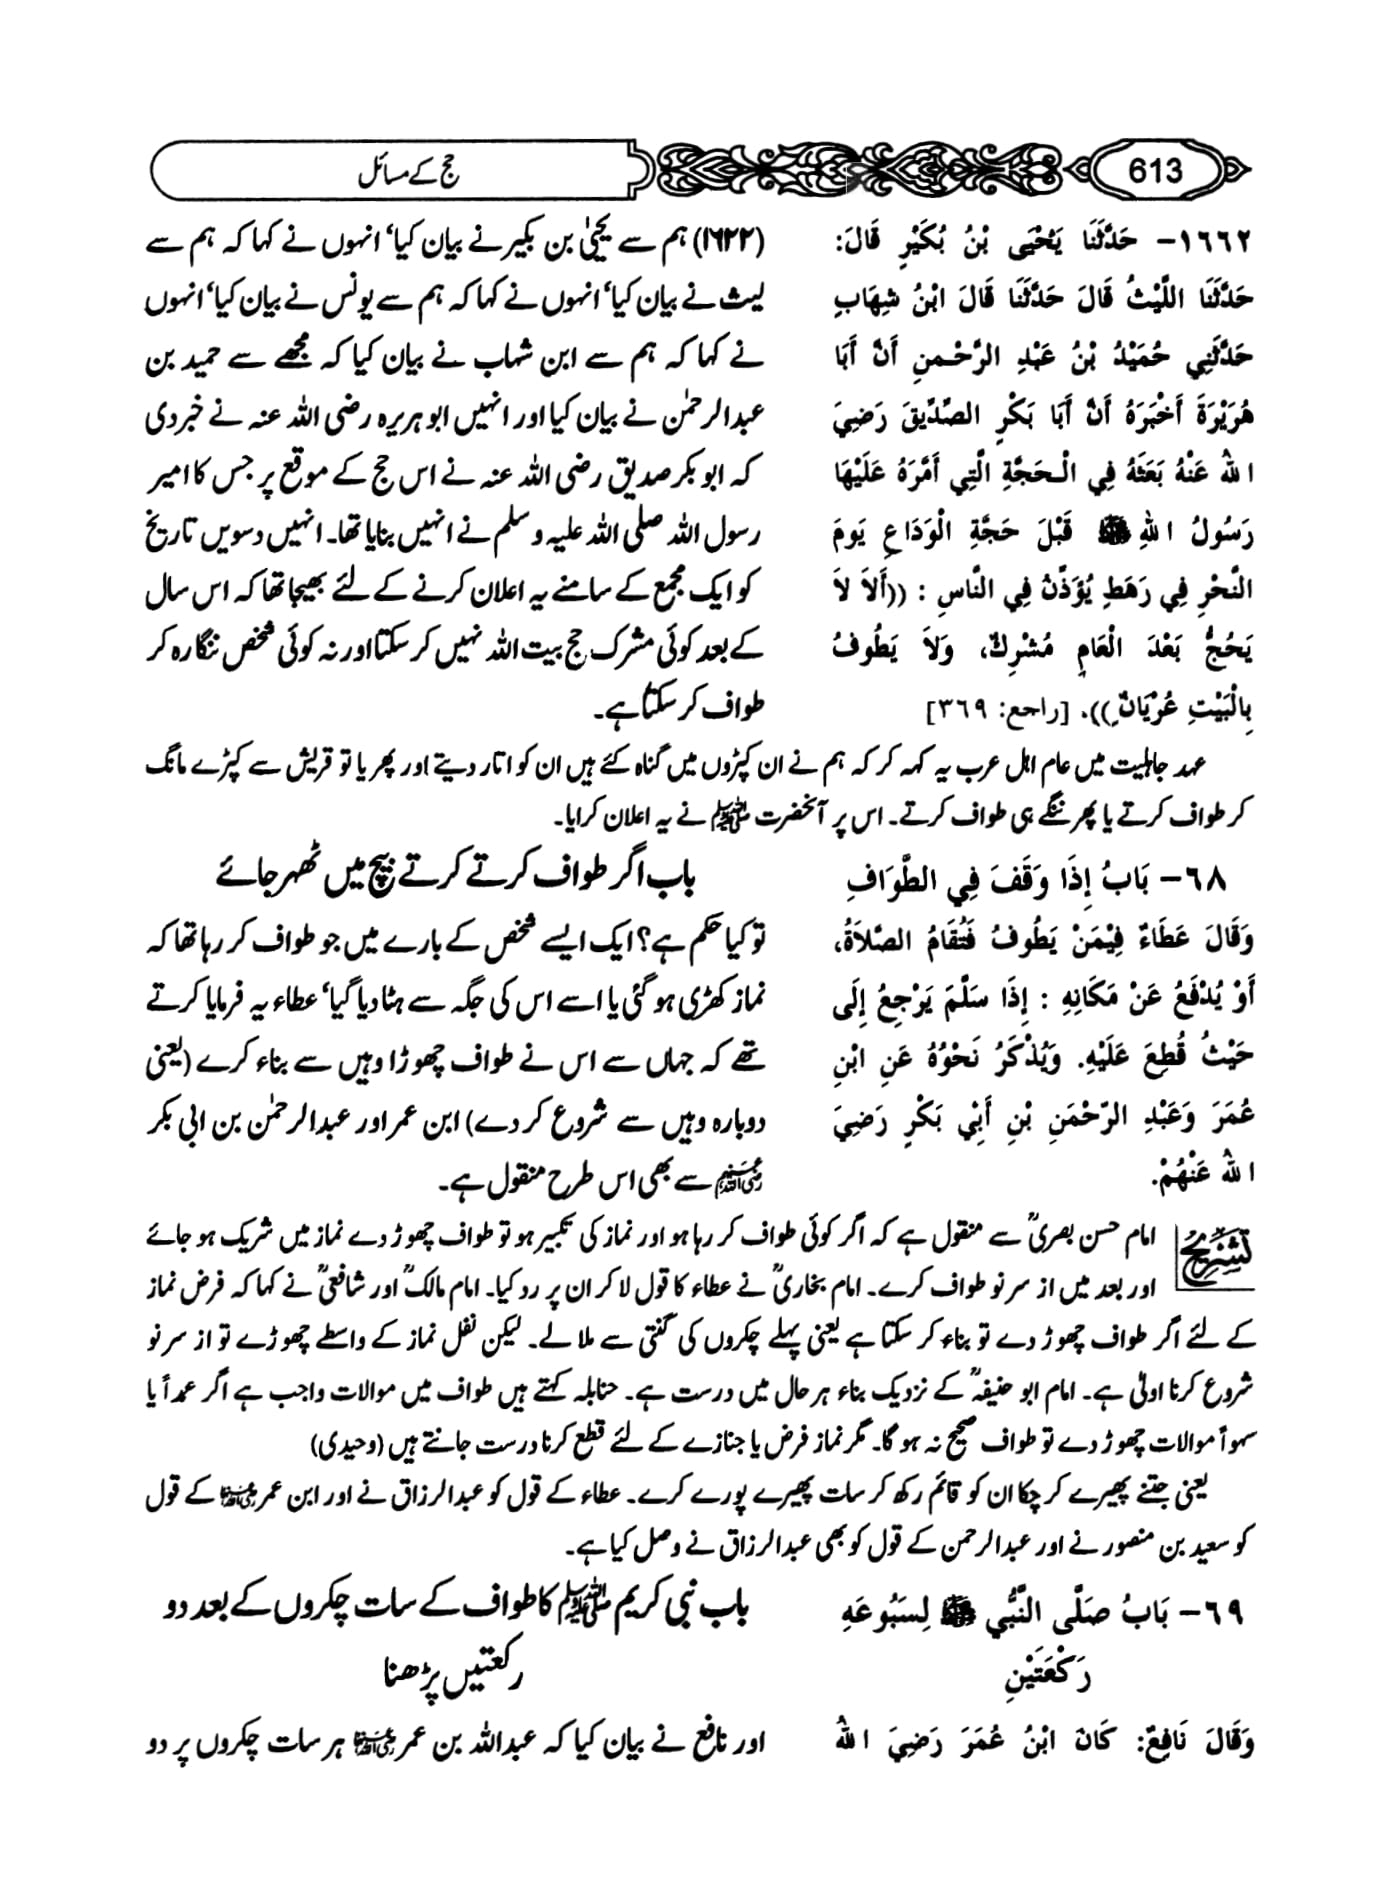 613
حج کے مسائل
١٦٦٢- حَدَّثَنَا يَحْيَى بْنُ بُكَيْرٍ قَالَ:
حَدَّثَنَا اللَّيْثُ قَالَ حَدَّثَنَا قَالَ ابْنُ شِهَابٍ
حَدَّثَنِي حُمَيْدُ بْنُ عَبْدِ الرَّحْمنِ أَنَّ أَبَا
هُرَيْرَةَ أَخْبَرَهُ أَنَّ أَبَا بَكْرٍ الصِّدِّيقَ رَضِيَ
اللهُ عَنْهُ بَعَثَهُ فِي الْحَجَّةِ الَّتِي أَمَّرَهُ عَلَيْهَا
رَسُولُ اللهِ ﷺ قَبْلَ حَجَّةِ الْوَدَاعِ يَومَ
النَّحْرِ فِي رَهَطٍ يُؤَذِّنُ فِي النَّاسِ : ((أَلاَ لاَ
يَحُجُّ بَعْدَ الْعَامِ مُشْرِكٌ، وَلاَ يَطُوفُ
بِالْبَيْتِ عُرْيَانٌ)). [راجع: ٣٦٩]
(۱۶۲۲) ہم سے یحییٰ بن بکیر نے بیان کیا‘ انہوں نے کہا کہ ہم سے
لیث نے بیان کیا‘ انہوں نے کہا کہ ہم سے یونس نے بیان کیا‘ انہوں
نے کہا کہ ہم سے ابن شہاب نے بیان کیا کہ مجھے سے حمید بن
عبدالرحمٰن نے بیان کیا اور انہیں ابو ہریرہ رضی اللہ عنہ نے خبر دی
کہ ابو بکر صدیق رضی اللہ عنہ نے اس حج کے موقع پر جس کا امیر
رسول اللہ صلی اللہ علیہ و سلم نے انہیں بنایا تھا۔ انہیں دسویں تاریخ
کو ایک مجمع کے سامنے یہ اعلان کرنے کے لئے بھیجا تھا کہ اس سال
کے بعد کوئی مشرک حج بیت اللہ نہیں کر سکتا اور نہ کوئی شخص ننگا رہ کر
طواف کر سکتا ہے۔
عہد جاہلیت میں عام اہل عرب یہ کہہ کر کہ ہم نے ان کپڑوں میں گناہ کئے ہیں ان کو اتار دیتے اور پھر یا تو قریش سے کپڑے مانگ
کر طواف کرتے یا پھر ننگے ہی طواف کرتے۔ اس پر آنحضرت ﷺ نے یہ اعلان کرایا۔
٦٨- بَابُ إِذَا وَقَفَ فِي الطَّوَافِ
وَقَالَ عَطَاءٌ فِيْمَنْ يَطُوفُ فَتُقَامُ الصَّلاَةُ،
أَوْ يُدْفَعُ عَنْ مَكَانِهِ : إِذَا سَلَّمَ يَرْجِعُ إِلَى
حَيْثُ قُطِعَ عَلَيْهِ. وَيُذْكَرُ نَحْوُهُ عَنِ ابْنِ
عُمَرَ وَعَبْدِ الرَّحْمَنِ بْنِ أَبِيْ بَكْرٍ رَضِيَ
اللهُ عَنْهُمْ.
باب اگر طواف کرتے کرتے بیچ میں ٹھہر جائے
تو کیا حکم ہے؟ ایک ایسے شخص کے بارے میں جو طواف کر رہا تھا کہ
نماز کھڑی ہو گئی یا اسے اس کی جگہ سے ہٹا دیا گیا‘ عطاء یہ فرمایا کرتے
تھے کہ جہاں سے اس نے طواف چھوڑا وہیں سے بناء کرے (یعنی
دوبارہ وہیں سے شروع کر دے) ابن عمر اور عبدالرحمٰن بن ابی بکر
رضی اللہ عنہم سے بھی اس طرح منقول ہے۔
تشریح امام حسن بصریؒ سے منقول ہے کہ اگر کوئی طواف کر رہا ہو اور نماز کی تکبیر ہو تو طواف چھوڑ دے نماز میں شریک ہو جائے
اور بعد میں از سر نو طواف کرے۔ امام بخاریؒ نے عطاء کا قول لا کر ان پر رد کیا۔ امام مالکؒ اور شافعیؒ نے کہا کہ فرض نماز
کے لئے اگر طواف چھوڑ دے تو بناء کر سکتا ہے یعنی پہلے چکروں کی گنتی سے ملا لے۔ لیکن نفل نماز کے واسطے چھوڑے تو از سر نو
شروع کرنا اولیٰ ہے۔ امام ابو حنیفہؒ کے نزدیک بناء ہر حال میں درست ہے۔ حنابلہ کہتے ہیں طواف میں موالات واجب ہے اگر عمداً یا
سہواً موالات چھوڑ دے تو طواف صحیح نہ ہو گا۔ مگر نماز فرض یا جنازے کے لئے قطع کرنا درست جانتے ہیں (وحیدی)
یعنی جتنے پھیرے کر چکا ان کو قائم رکھ کر سات پھیرے پورے کرے۔ عطاء کے قول کو عبدالرزاق نے اور ابن عمر رضی اللہ عنہما کے قول
کو سعید بن منصور نے اور عبدالرحمن کے قول کو بھی عبدالرزاق نے وصل کیا ہے۔
٦٩- بَابُ صَلَّى النَّبِيُّ ﷺ لِسَبُوعَهِ
رَكْعَتَيْنِ
وَقَالَ نَافِعٌ: كَانَ ابْنُ عُمَرَ رَضِيَ اللهُ
باب نبی کریم ﷺ کا طواف کے سات چکروں کے بعد دو
رکعتیں پڑھنا
اور نافع نے بیان کیا کہ عبداللہ بن عمر رضی اللہ عنہما ہر سات چکروں پر دو